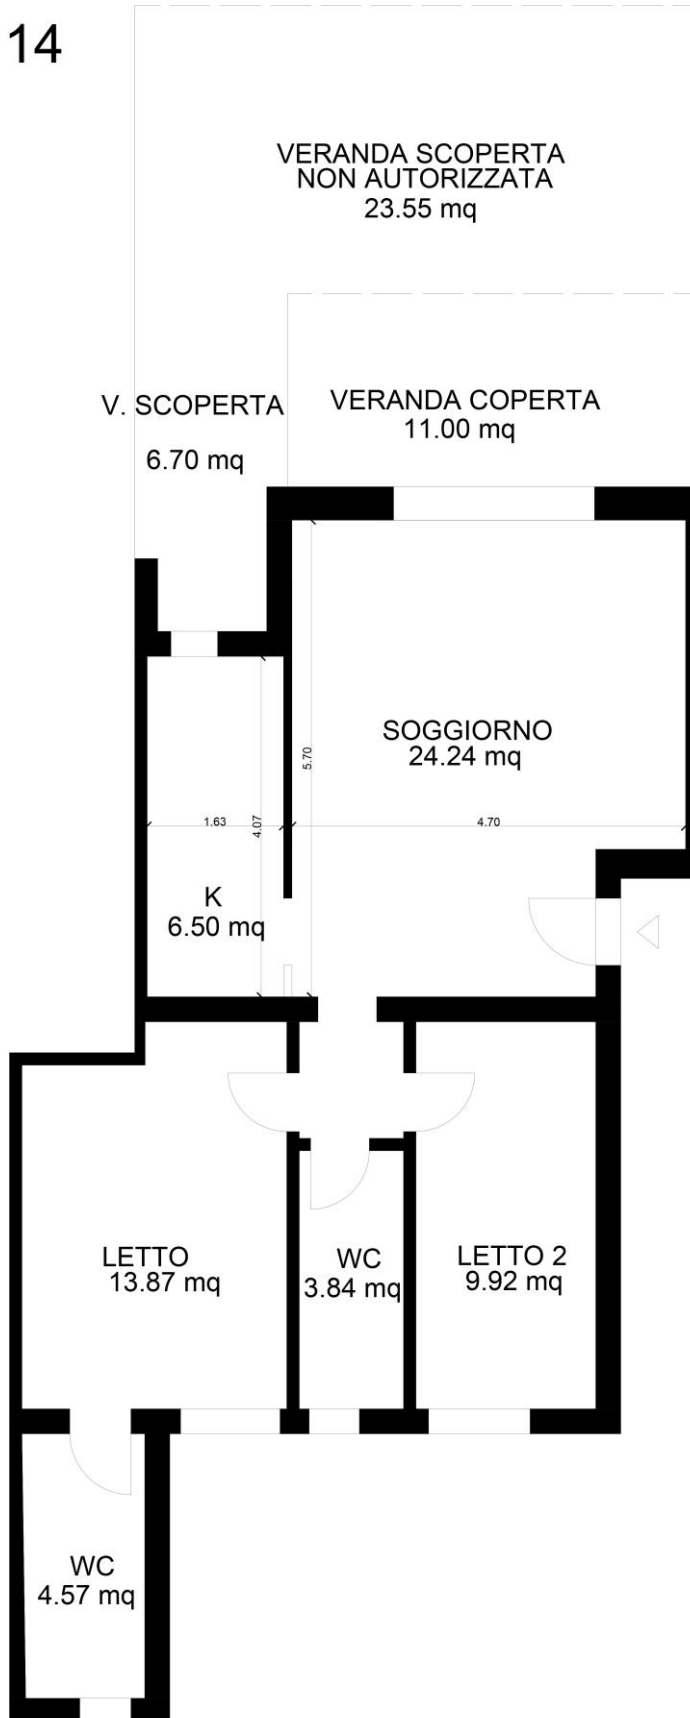 14
VERANDA SCOPERTA
NON AUTORIZZATA
23.55 mq
V. SCOPERTA
6.70 mq
VERANDA COPERTA
11.00 mq
SOGGIORNO
24.24 mq
5.70
1.63
4.07
4.70
K
6.50 mq
LETTO
13.87 mq
WC
3.84 mq
LETTO 2
9.92 mq
WC
4.57 mq